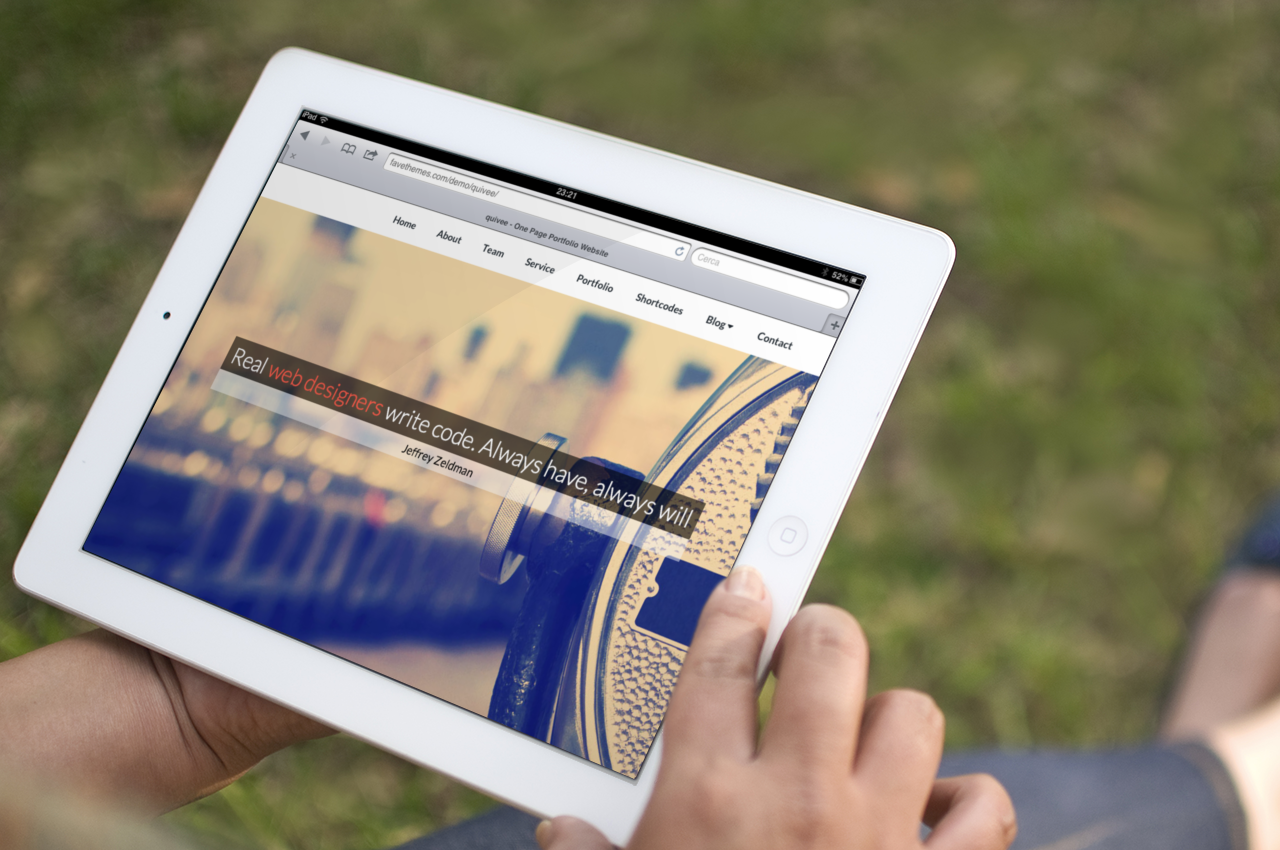 iPad
23:21
52%
favethemes.com/demo/quivee/
Cerca
quivee - One Page Portfolio Website
Home About Team Service Portfolio Shortcodes Blog Contact
Real web designers write code. Always have, always will.
Jeffrey Zeldman